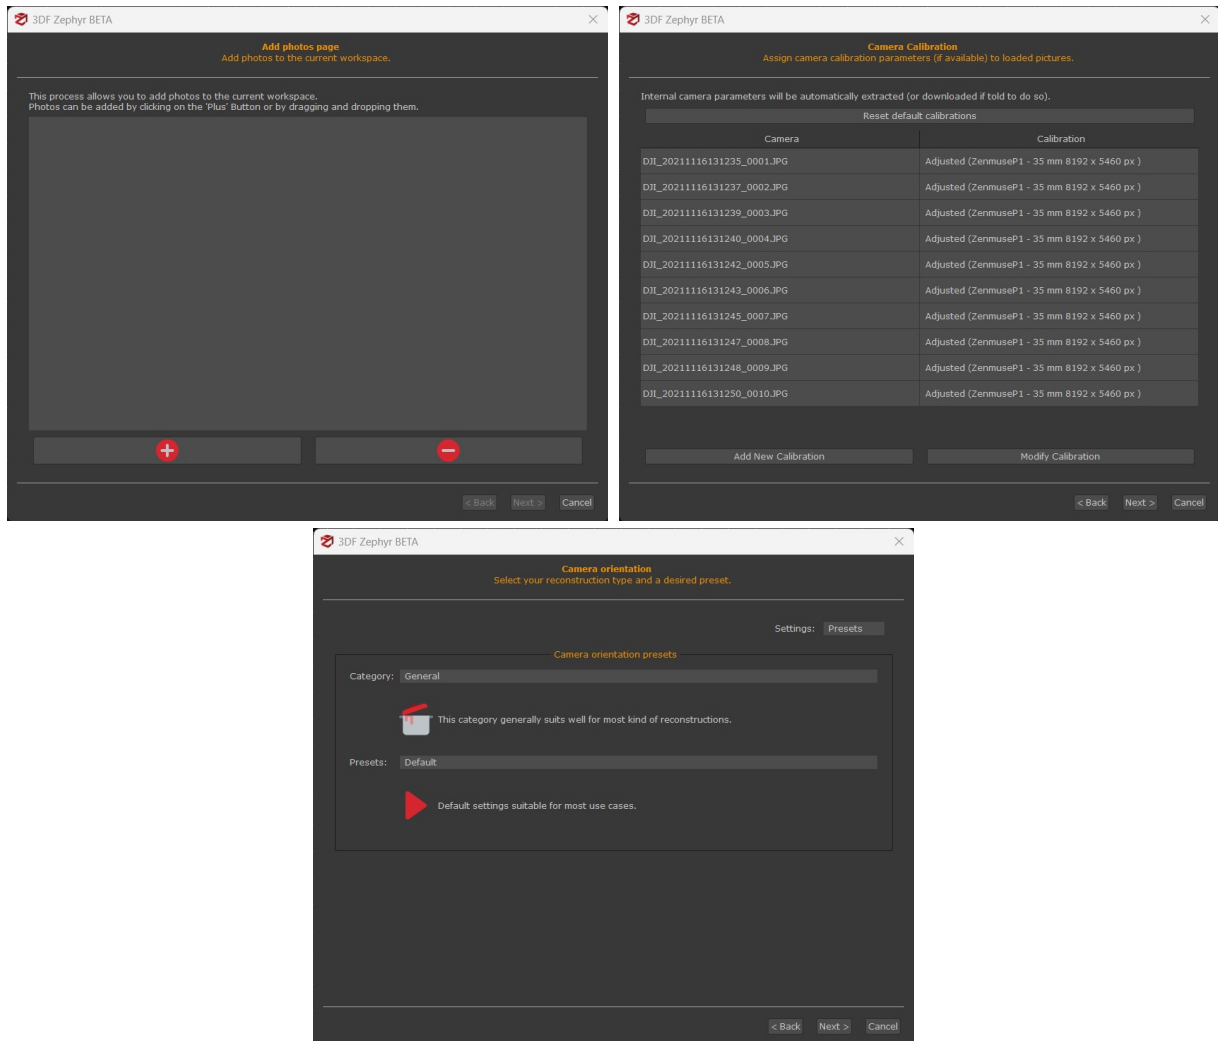 3DF Zephyr BETA
Add photos page
Add photos to the current workspace.
This process allows you to add photos to the current workspace.
Photos can be added by clicking on the 'Plus' Button or by dragging and dropping them.
< Back Next > Cancel
3DF Zephyr BETA
Camera Calibration
Assign camera calibration parameters (if available) to loaded pictures.
Internal camera parameters will be automatically extracted (or downloaded if told to do so).
Reset default calibrations
Camera Calibration
DJI_20211116131235_0001.JPG Adjusted (ZenmuseP1 - 35 mm 8192 x 5460 px )
DJI_20211116131237_0002.JPG Adjusted (ZenmuseP1 - 35 mm 8192 x 5460 px )
DJI_20211116131239_0003.JPG Adjusted (ZenmuseP1 - 35 mm 8192 x 5460 px )
DJI_20211116131240_0004.JPG Adjusted (ZenmuseP1 - 35 mm 8192 x 5460 px )
DJI_20211116131242_0005.JPG Adjusted (ZenmuseP1 - 35 mm 8192 x 5460 px )
DJI_20211116131243_0006.JPG Adjusted (ZenmuseP1 - 35 mm 8192 x 5460 px )
DJI_20211116131245_0007.JPG Adjusted (ZenmuseP1 - 35 mm 8192 x 5460 px )
DJI_20211116131247_0008.JPG Adjusted (ZenmuseP1 - 35 mm 8192 x 5460 px )
DJI_20211116131248_0009.JPG Adjusted (ZenmuseP1 - 35 mm 8192 x 5460 px )
DJI_20211116131250_0010.JPG Adjusted (ZenmuseP1 - 35 mm 8192 x 5460 px )
Add New Calibration Modify Calibration
< Back Next > Cancel
3DF Zephyr BETA
Camera orientation
Select your reconstruction type and a desired preset.
Settings: Presets
Camera orientation presets
Category: General
This category generally suits well for most kind of reconstructions.
Presets: Default
Default settings suitable for most use cases.
< Back Next > Cancel